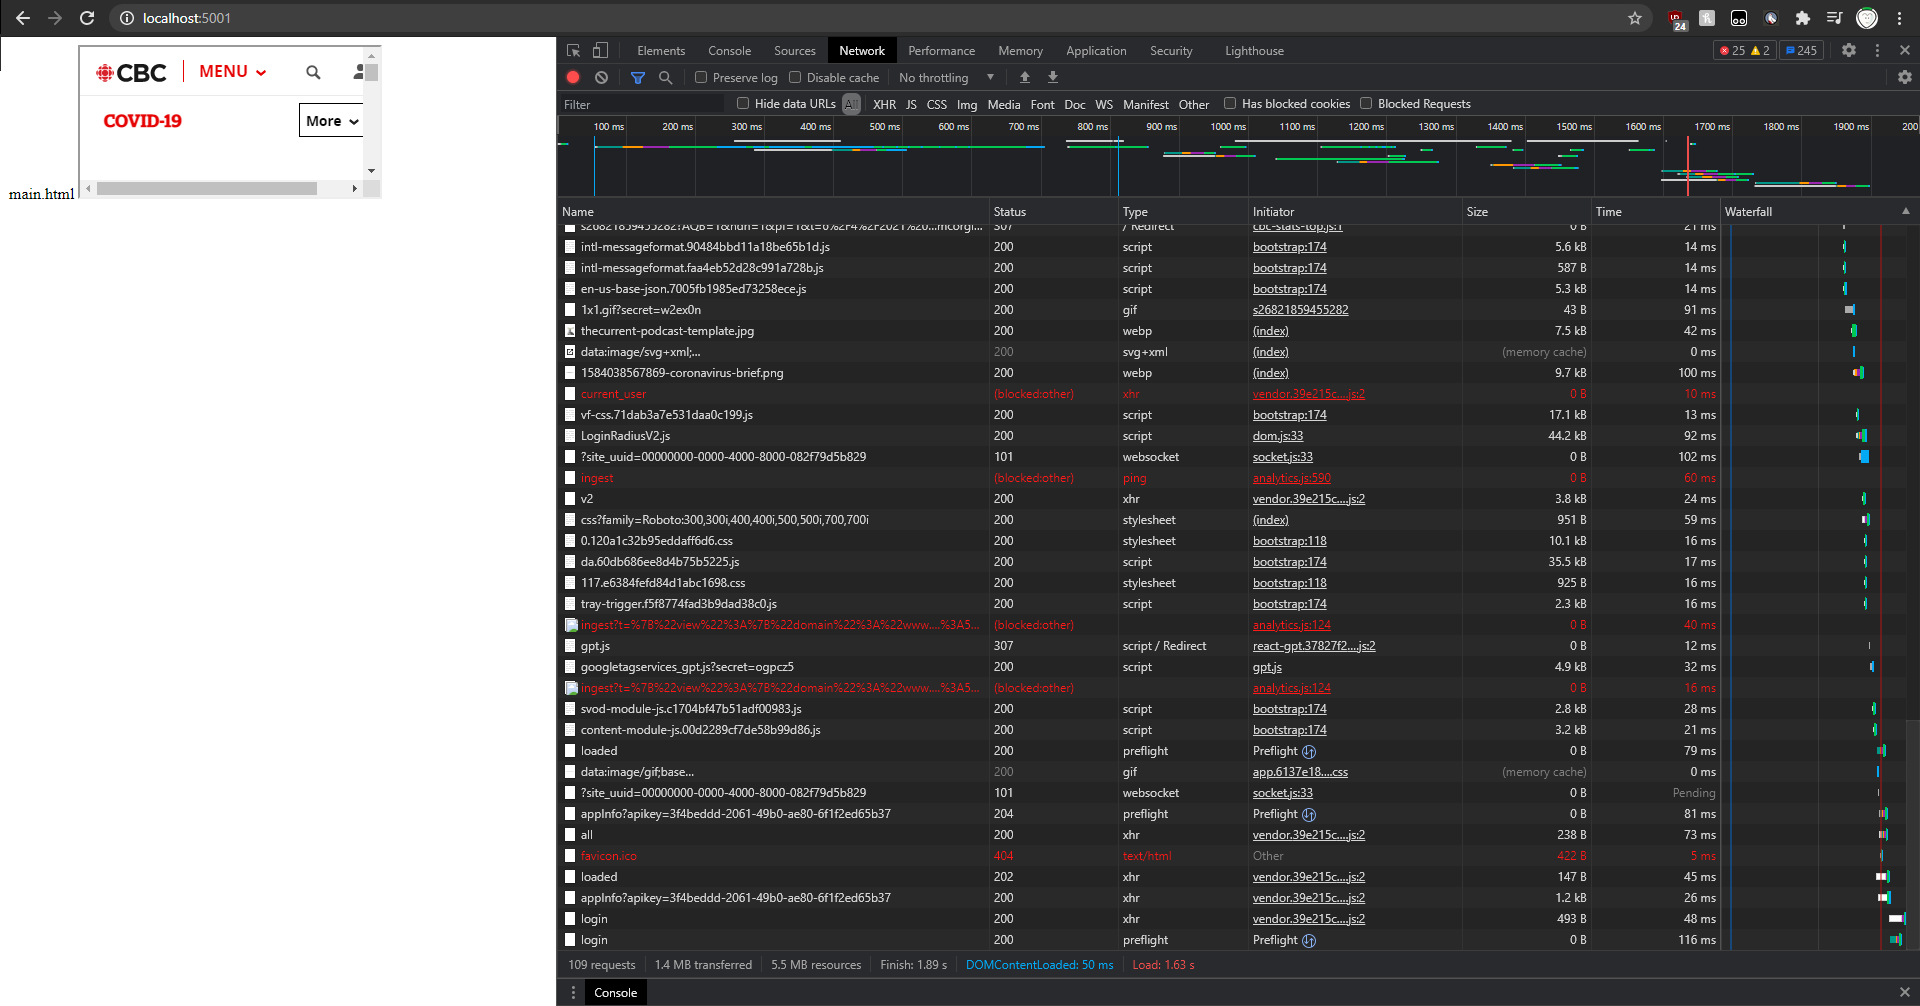 localhost:5001
24
CBC MENU
COVID-19 More
main.html
Elements Console Sources Network Performance Memory Application Security Lighthouse 25 2 245
Preserve log Disable cache No throttling
Filter Hide data URLs All XHR JS CSS Img Media Font Doc WS Manifest Other Has blocked cookies Blocked Requests
100 ms 200 ms 300 ms 400 ms 500 ms 600 ms 700 ms 800 ms 900 ms 1000 ms 1100 ms 1200 ms 1300 ms 1400 ms 1500 ms 1600 ms 1700 ms 1800 ms 1900 ms 200
Name Status Type Initiator Size Time Waterfall
307 / Redirect cbc-stats-top.js:1 0 B 21 ms
intl-messageformat.90484bbd11a18be65b1d.js 200 script bootstrap:174 5.6 kB 14 ms
intl-messageformat.faa4eb52d28c991a728b.js 200 script bootstrap:174 587 B 14 ms
en-us-base-json.7005fb1985ed73258ece.js 200 script bootstrap:174 5.3 kB 14 ms
1x1.gif?secret=w2ex0n 200 gif s26821859455282 43 B 91 ms
thecurrent-podcast-template.jpg 200 webp (index) 7.5 kB 42 ms
data:image/svg+xml;... 200 svg+xml (index) (memory cache) 0 ms
1584038567869-coronavirus-brief.png 200 webp (index) 9.7 kB 100 ms
current_user (blocked:other) xhr vendor.39e215c....js:2 0 B 10 ms
vf-css.71dab3a7e531daa0c199.js 200 script bootstrap:174 17.1 kB 13 ms
LoginRadiusV2.js 200 script dom.js:33 44.2 kB 92 ms
?site_uuid=00000000-0000-4000-8000-082f79d5b829 101 websocket socket.js:33 0 B 102 ms
ingest (blocked:other) ping analytics.js:590 0 B 60 ms
v2 200 xhr vendor.39e215c....js:2 3.8 kB 24 ms
css?family=Roboto:300,300i,400,400i,500,500i,700,700i 200 stylesheet (index) 951 B 59 ms
0.120a1c32b95eddaff6d6.css 200 stylesheet bootstrap:118 10.1 kB 16 ms
da.60db686ee8d4b75b5225.js 200 script bootstrap:174 35.5 kB 17 ms
117.e6384fefd84d1abc1698.css 200 stylesheet bootstrap:118 925 B 16 ms
tray-trigger.f5f8774fad3b9dad38c0.js 200 script bootstrap:174 2.3 kB 16 ms
ingest?t=%7B%22view%22%3A%7B%22domain%22%3A%22www....%3A5... (blocked:other) analytics.js:124 0 B 40 ms
gpt.js 307 script / Redirect react-gpt.37827f2....js:2 0 B 12 ms
googletagservices_gpt.js?secret=ogpcz5 200 script gpt.js 4.9 kB 32 ms
ingest?t=%7B%22view%22%3A%7B%22domain%22%3A%22www....%3A5... (blocked:other) analytics.js:124 0 B 16 ms
svod-module-js.c1704bf47b51adf00983.js 200 script bootstrap:174 2.8 kB 28 ms
content-module-js.00d2289cf7de58b99d86.js 200 script bootstrap:174 3.2 kB 21 ms
loaded 200 preflight Preflight 0 B 79 ms
data:image/gif;base... 200 gif app.6137e18....css (memory cache) 0 ms
?site_uuid=00000000-0000-4000-8000-082f79d5b829 101 websocket socket.js:33 0 B Pending
appInfo?apikey=3f4beddd-2061-49b0-ae80-6f1f2ed65b37 204 preflight Preflight 0 B 81 ms
all 200 xhr vendor.39e215c....js:2 238 B 73 ms
favicon.ico 404 text/html Other 422 B 5 ms
loaded 202 xhr vendor.39e215c....js:2 147 B 45 ms
appInfo?apikey=3f4beddd-2061-49b0-ae80-6f1f2ed65b37 200 xhr vendor.39e215c....js:2 1.2 kB 26 ms
login 200 xhr vendor.39e215c....js:2 493 B 48 ms
login 200 preflight Preflight 0 B 116 ms
109 requests 1.4 MB transferred 5.5 MB resources Finish: 1.89 s DOMContentLoaded: 50 ms Load: 1.63 s
Console